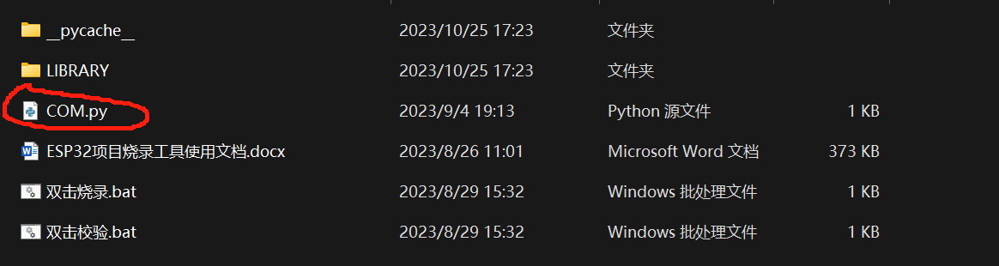 __pycache__ 2023/10/25 17:23 文件夹
LIBRARY 2023/10/25 17:23 文件夹
COM.py 2023/9/4 19:13 Python 源文件 1 KB
ESP32项目烧录工具使用文档.docx 2023/8/26 11:01 Microsoft Word 文档 373 KB
双击烧录.bat 2023/8/29 15:32 Windows 批处理文件 1 KB
双击校验.bat 2023/8/29 15:32 Windows 批处理文件 1 KB